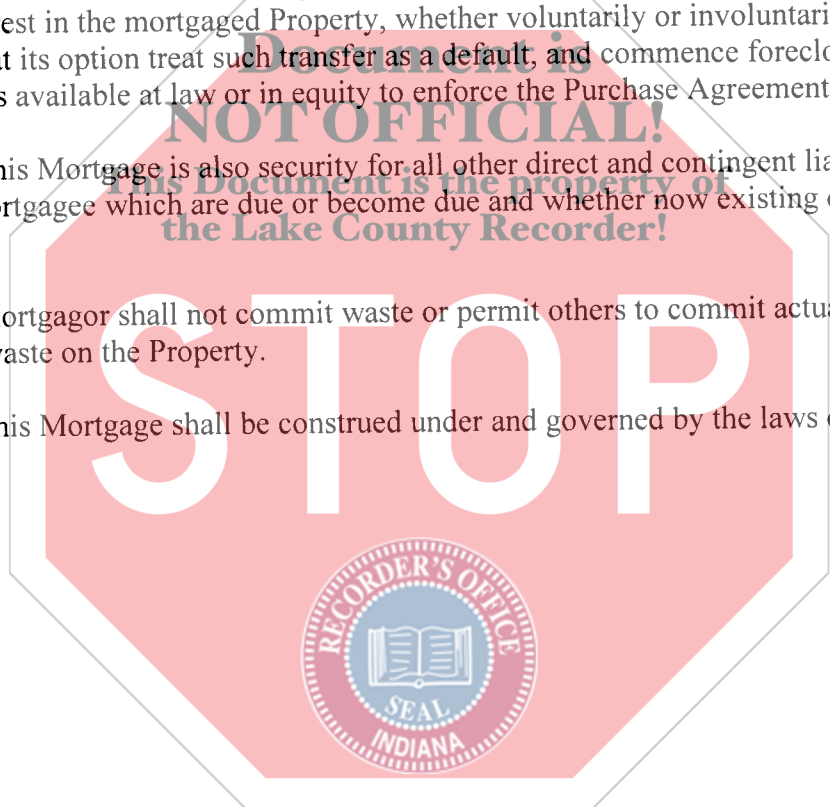 est in the mortgaged Property, whether voluntarily or involuntari
Document is
t its option treat such transfer as a default, and commence foreclo
s available at law or in equity to enforce the Purchase Agreement
NOT OFFICIAL!
his Mortgage is also security for all other direct and contingent lia
This Document is the property of
rtgagee which are due or become due and whether now existing
the Lake County Recorder!
ortgagor shall not commit waste or permit others to commit actua
aste on the Property.
his Mortgage shall be construed under and governed by the laws
STOP
RECORDER'S OFFICE
SEAL
INDIANA